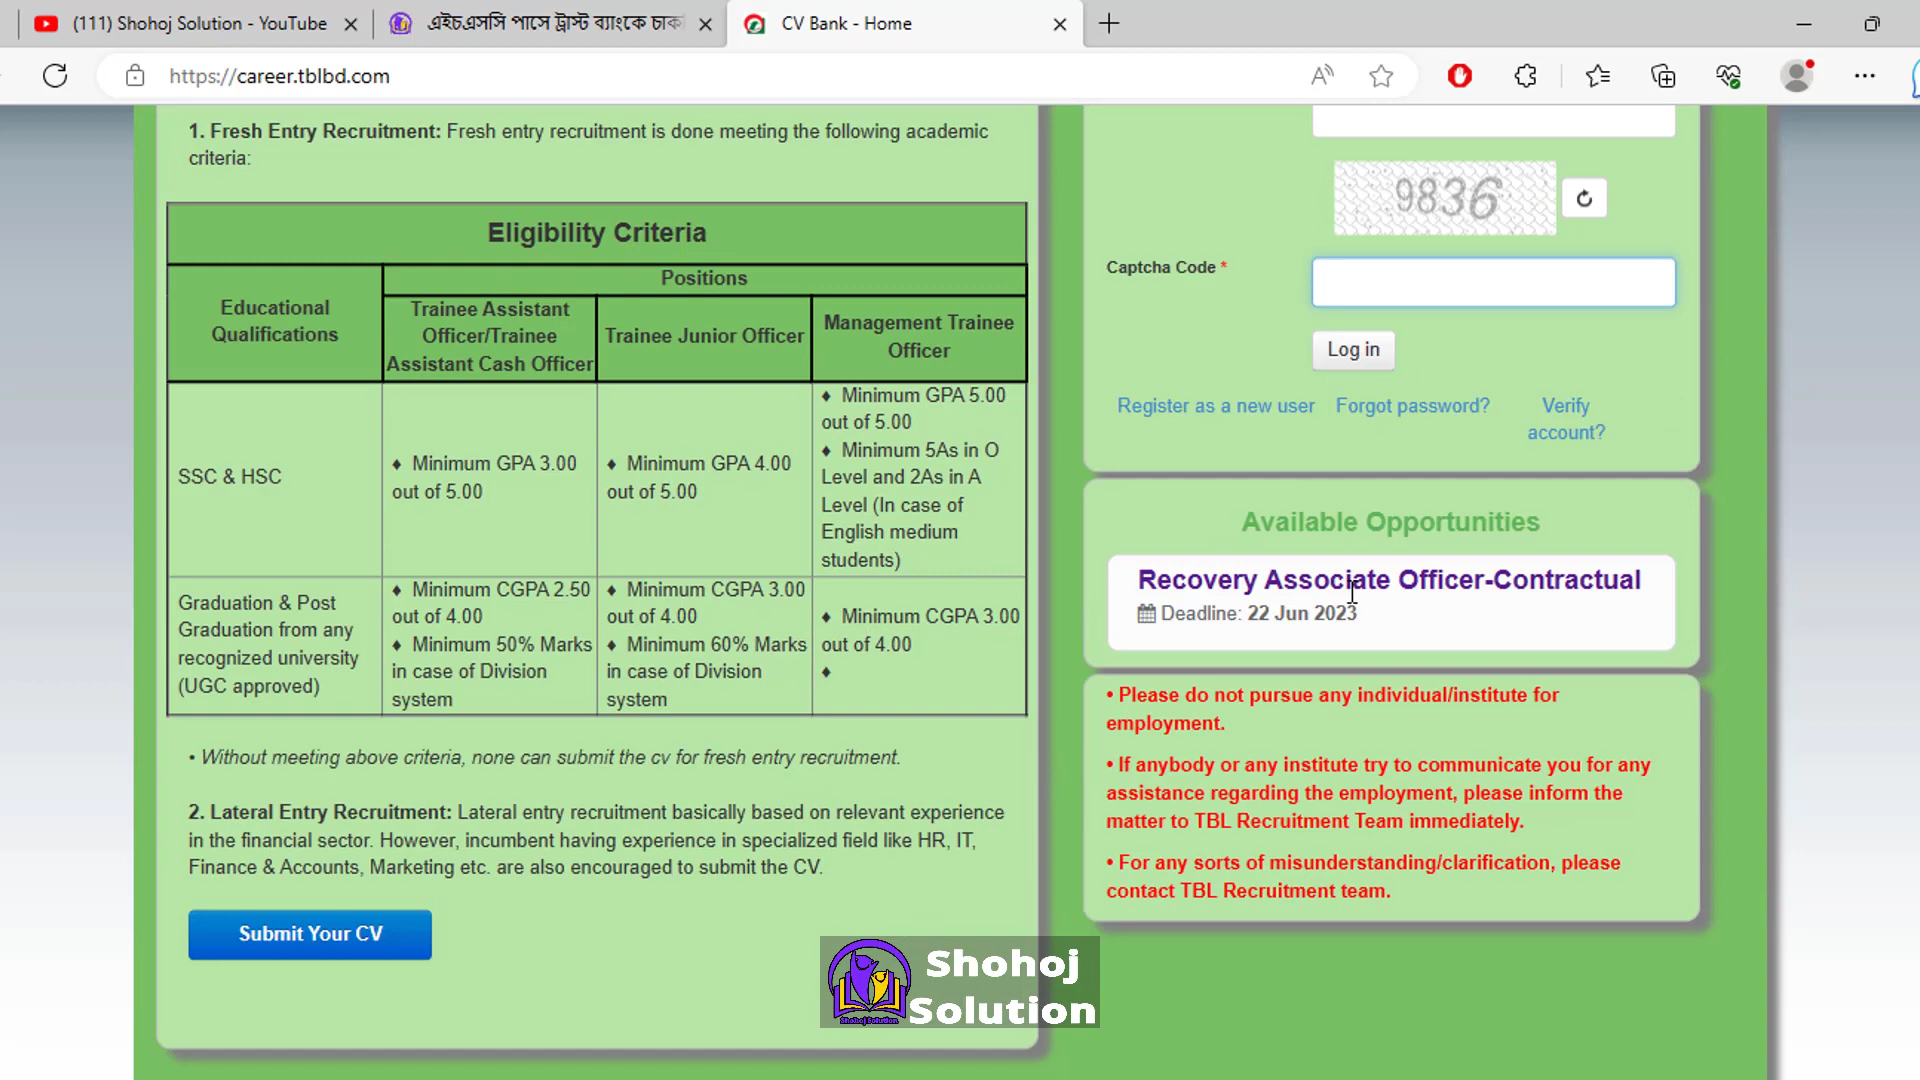 (111) Shohoj Solution - YouTube
এইচএসসি পাসে ট্রাস্ট ব্যাংকে চাক
CV Bank - Home
https://career.tblbd.com
1. Fresh Entry Recruitment: Fresh entry recruitment is done meeting the following academic
criteria:
Eligibility Criteria
Educational
Qualifications
Positions
Trainee Assistant
Officer/Trainee
Assistant Cash Officer
Trainee Junior Officer
Management Trainee
Officer
SSC & HSC
♦ Minimum GPA 3.00
out of 5.00
♦ Minimum GPA 4.00
out of 5.00
♦ Minimum GPA 5.00
out of 5.00
♦ Minimum 5As in O
Level and 2As in A
Level (In case of
English medium
students)
Graduation & Post
Graduation from any
recognized university
(UGC approved)
♦ Minimum CGPA 2.50
out of 4.00
♦ Minimum 50% Marks
in case of Division
system
♦ Minimum CGPA 3.00
out of 4.00
♦ Minimum 60% Marks
in case of Division
system
♦ Minimum CGPA 3.00
out of 4.00
♦
• Without meeting above criteria, none can submit the cv for fresh entry recruitment.
2. Lateral Entry Recruitment: Lateral entry recruitment basically based on relevant experience
in the financial sector. However, incumbent having experience in specialized field like HR, IT,
Finance & Accounts, Marketing etc. are also encouraged to submit the CV.
Submit Your CV
9836
Captcha Code *
Log in
Register as a new user
Forgot password?
Verify
account?
Available Opportunities
Recovery Associate Officer-Contractual
Deadline: 22 Jun 2023
• Please do not pursue any individual/institute for
employment.
• If anybody or any institute try to communicate you for any
assistance regarding the employment, please inform the
matter to TBL Recruitment Team immediately.
• For any sorts of misunderstanding/clarification, please
contact TBL Recruitment team.
Shohoj
Solution
Shohoj Solution